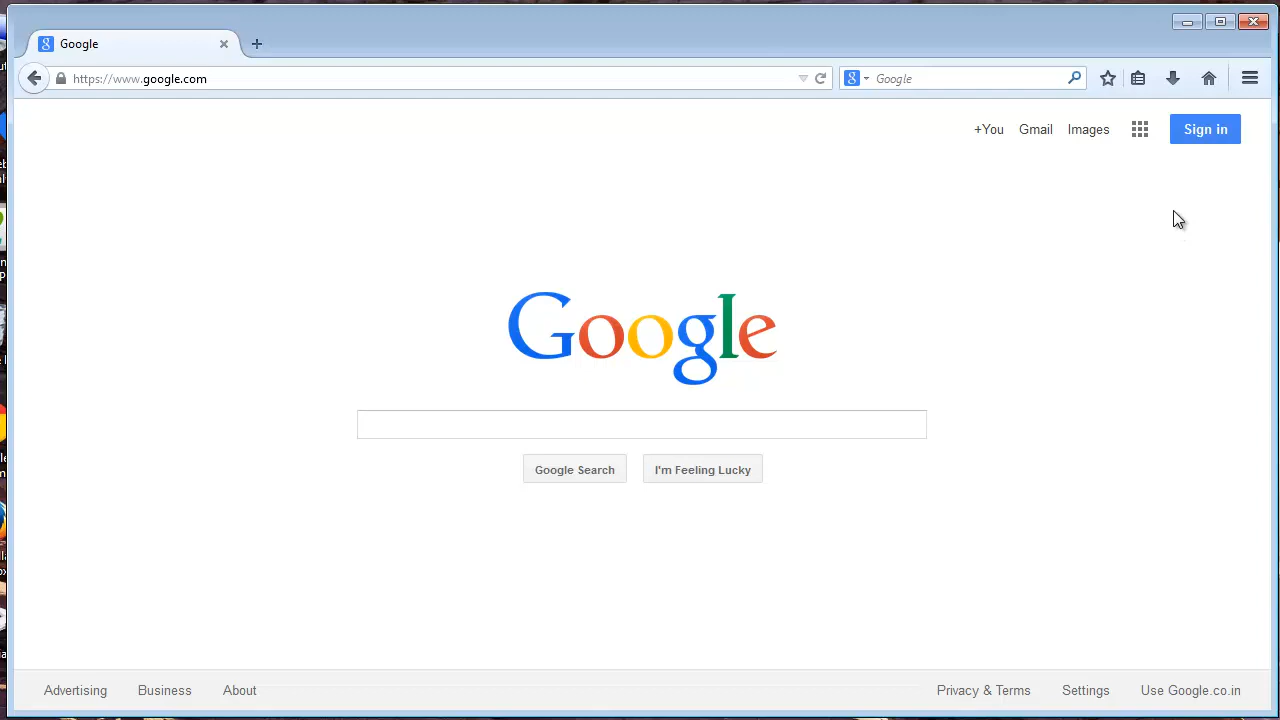 Google
https://www.google.com
Google
+You Gmail Images Sign in
Google
Google Search I'm Feeling Lucky
Advertising Business About Privacy & Terms Settings Use Google.co.in